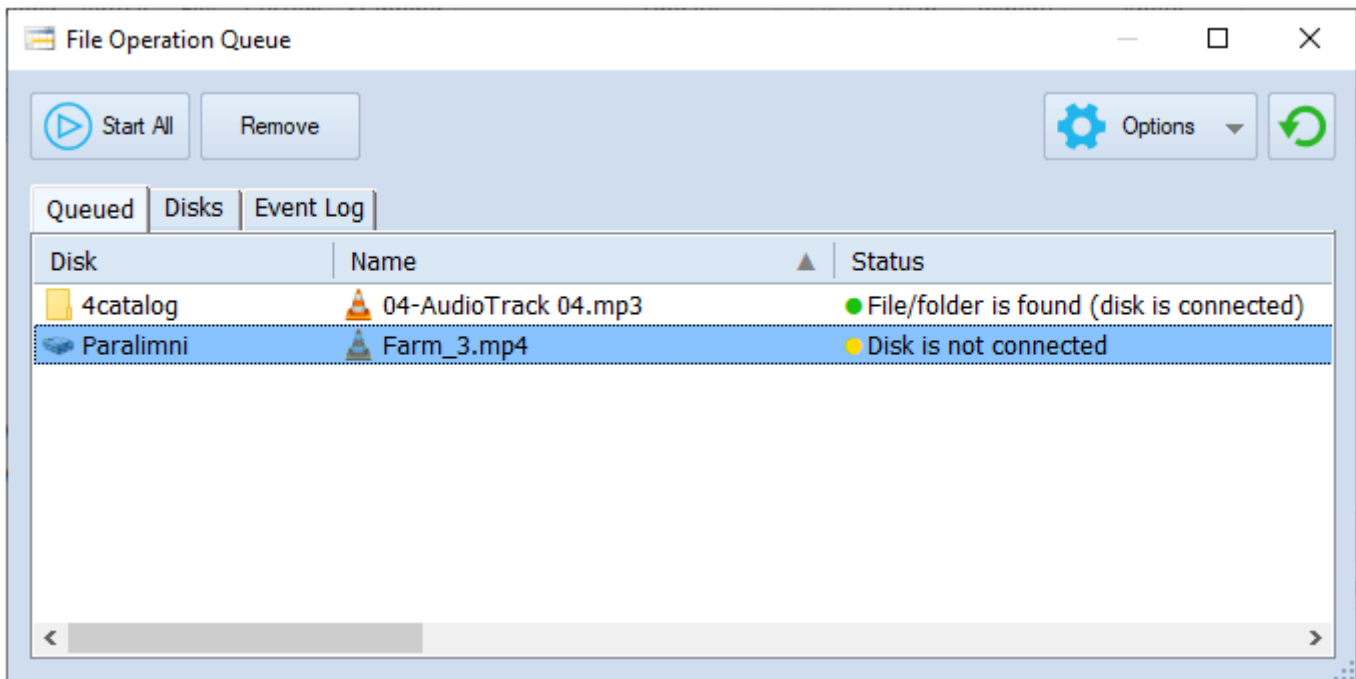 File Operation Queue
Start All Remove Options
Queued Disks Event Log
Disk Name Status
4catalog 04-AudioTrack 04.mp3 File/folder is found (disk is connected)
Paralimni Farm_3.mp4 Disk is not connected